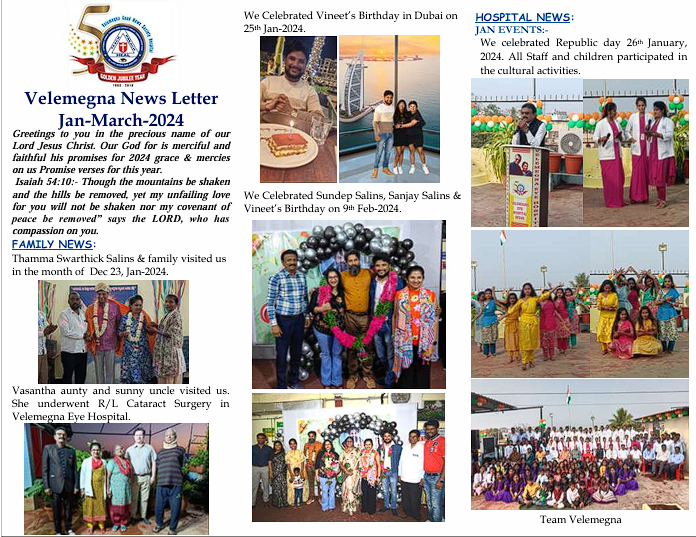 Velemegna Good News Society Hospital
HEAL
GOLDEN JUBILEE YEAR
Velemegna News Letter
Jan-March-2024
Greetings to you in the precious name of our
Lord Jesus Christ. Our God for is merciful and
faithful his promises for 2024 grace & mercies
on us Promise verses for this year.
Isaiah 54:10:- Though the mountains be shaken
and the hills be removed, yet my unfailing love
for you will not be shaken nor my covenant of
peace be removed" says the LORD, who has
compassion on you.
FAMILY NEWS:
Thamma Swarthick Salins & family visited us
in the month of Dec 23, Jan-2024.
Vasantha aunty and sunny uncle visited us.
She underwent R/L Cataract Surgery in
Velemegna Eye Hospital.
We Celebrated Vineet's Birthday in Dubai on
25th Jan-2024.
We Celebrated Sundep Salins, Sanjay Salins &
Vineet's Birthday on 9th Feb-2024.
HOSPITAL NEWS:
JAN EVENTS:-
We celebrated Republic day 26th January,
2024. All Staff and children participated in
the cultural activities.
Team Velemegna